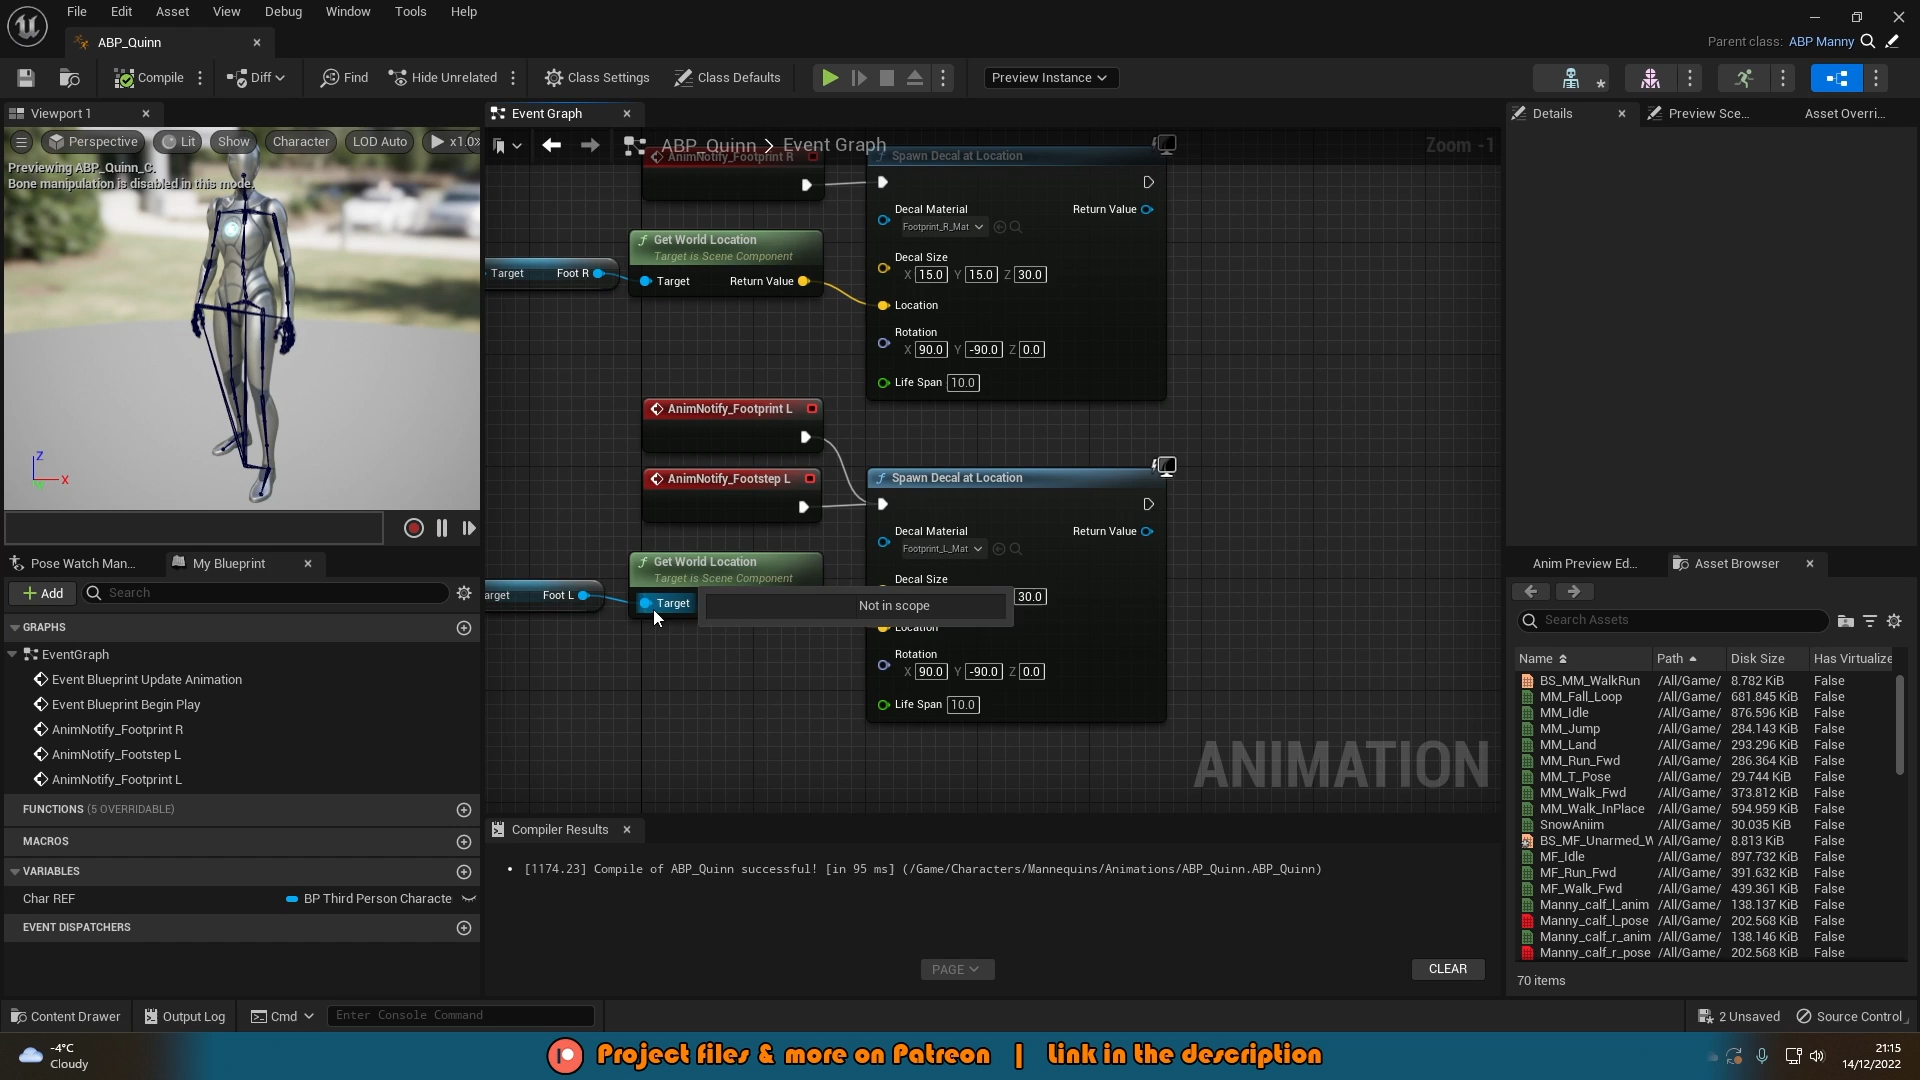 File Edit Asset View Debug Window Tools Help
ABP_Quinn
Parent class: ABP Manny
Compile Diff Find Hide Unrelated Class Settings Class Defaults Preview Instance
Viewport 1
Perspective Lit Show Character LOD Auto x1.0
Previewing ABP_Quinn_C.
Bone manipulation is disabled in this mode.
Z
X
Event Graph
ABP_Quinn > Event Graph
Zoom -1
AnimNotify_Footprint R
Spawn Decal at Location
Decal Material
Return Value
Footprint_R_Mat
Decal Size
X 15.0 Y 15.0 Z 30.0
Location
Rotation
X 90.0 Y -90.0 Z 0.0
Life Span 10.0
Get World Location
Target is Scene Component
Target Return Value
Target Foot R
AnimNotify_Footprint L
AnimNotify_Footstep L
Spawn Decal at Location
Decal Material
Return Value
Footprint_L_Mat
Decal Size
30.0
Location
Rotation
X 90.0 Y -90.0 Z 0.0
Life Span 10.0
Get World Location
Target is Scene Component
Target
arget Foot L
Not in scope
ANIMATION
Pose Watch Man...
My Blueprint
Add
Search
GRAPHS
EventGraph
Event Blueprint Update Animation
Event Blueprint Begin Play
AnimNotify_Footprint R
AnimNotify_Footstep L
AnimNotify_Footprint L
FUNCTIONS (5 OVERRIDABLE)
MACROS
VARIABLES
Char REF BP Third Person Characte
EVENT DISPATCHERS
Compiler Results
[1174.23] Compile of ABP_Quinn successful! [in 95 ms] (/Game/Characters/Mannequins/Animations/ABP_Quinn.ABP_Quinn)
PAGE
CLEAR
Details
Preview Sce...
Asset Overri...
Anim Preview Ed...
Asset Browser
Search Assets
Name Path Disk Size Has Virtualize
BS_MM_WalkRun /All/Game/ 8.782 KiB False
MM_Fall_Loop /All/Game/ 681.845 KiB False
MM_Idle /All/Game/ 876.596 KiB False
MM_Jump /All/Game/ 284.143 KiB False
MM_Land /All/Game/ 293.296 KiB False
MM_Run_Fwd /All/Game/ 286.364 KiB False
MM_T_Pose /All/Game/ 29.744 KiB False
MM_Walk_Fwd /All/Game/ 373.812 KiB False
MM_Walk_InPlace /All/Game/ 594.959 KiB False
SnowAniim /All/Game/ 30.035 KiB False
BS_MF_Unarmed_W /All/Game/ 8.813 KiB False
MF_Idle /All/Game/ 897.732 KiB False
MF_Run_Fwd /All/Game/ 391.632 KiB False
MF_Walk_Fwd /All/Game/ 439.361 KiB False
Manny_calf_l_anim /All/Game/ 138.137 KiB False
Manny_calf_l_pose /All/Game/ 202.568 KiB False
Manny_calf_r_anim /All/Game/ 138.146 KiB False
Manny_calf_r_pose /All/Game/ 202.568 KiB False
70 items
Content Drawer Output Log Cmd Enter Console Command 2 Unsaved Source Control
-4°C
Cloudy
Project files & more on Patreon | Link in the description
21:15
14/12/2022